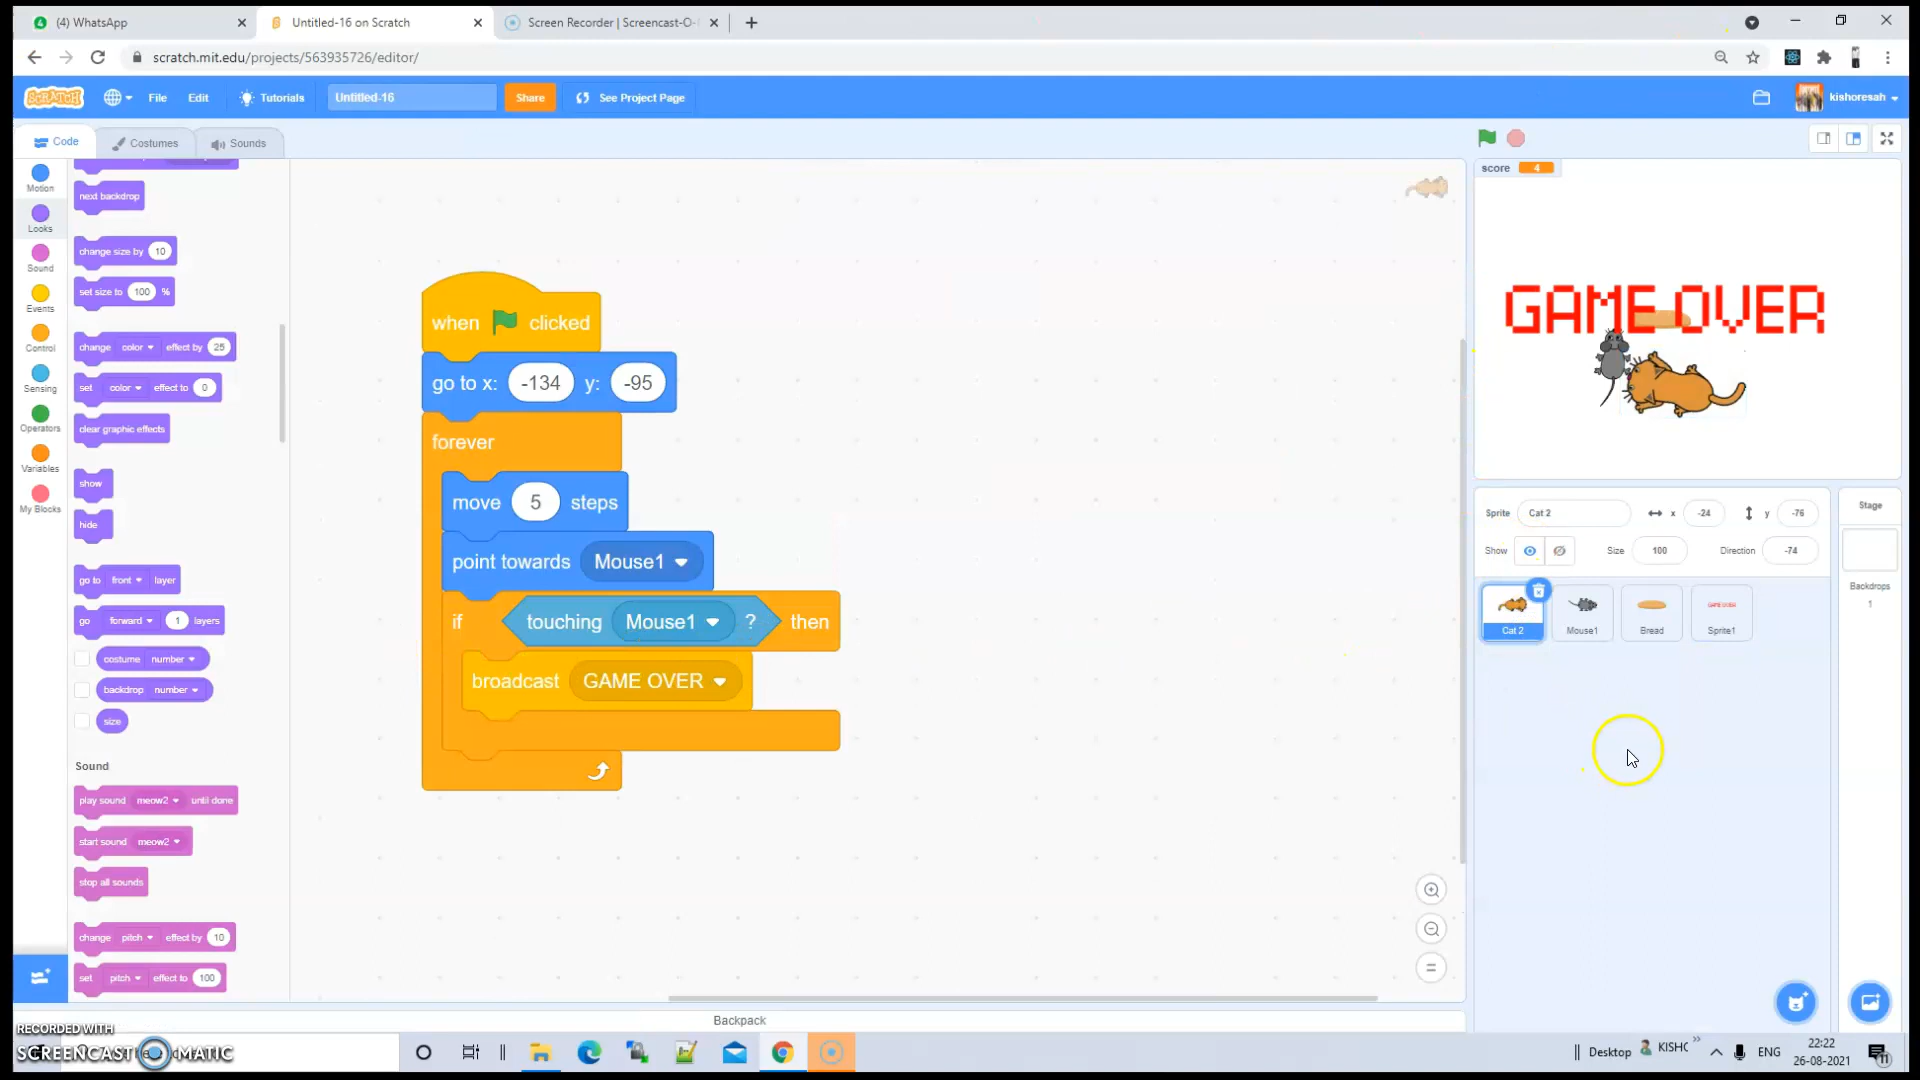 (4) WhatsApp
Untitled-16 on Scratch
Screen Recorder | Screencast-O-
scratch.mit.edu/projects/563935726/editor/
SCRATCH
File
Edit
Tutorials
Untitled-16
Share
See Project Page
kishoresah
Code
Costumes
Sounds
Motion
Looks
Sound
Events
Control
Sensing
Operators
Variables
My Blocks
next backdrop
change size by 10
set size to 100 %
change color effect by 25
set color effect to 0
clear graphic effects
show
hide
go to front layer
go forward 1 layers
costume number
backdrop number
size
Sound
play sound meow2 until done
start sound meow2
stop all sounds
change pitch effect by 10
set pitch effect to 100
when clicked
go to x: -134 y: -95
forever
move 5 steps
point towards Mouse1
if touching Mouse1 ? then
broadcast GAME OVER
score 4
GAME OVER
Sprite Cat 2 x -24 y -76
Show Size 100 Direction -74
Cat 2
Mouse1
Bread
GAME OVER
Sprite1
Stage
Backdrops
1
Backpack
RECORDED WITH
SCREENCAST MATIC
Desktop
KISHC
ENG
22:22
26-08-2021
11